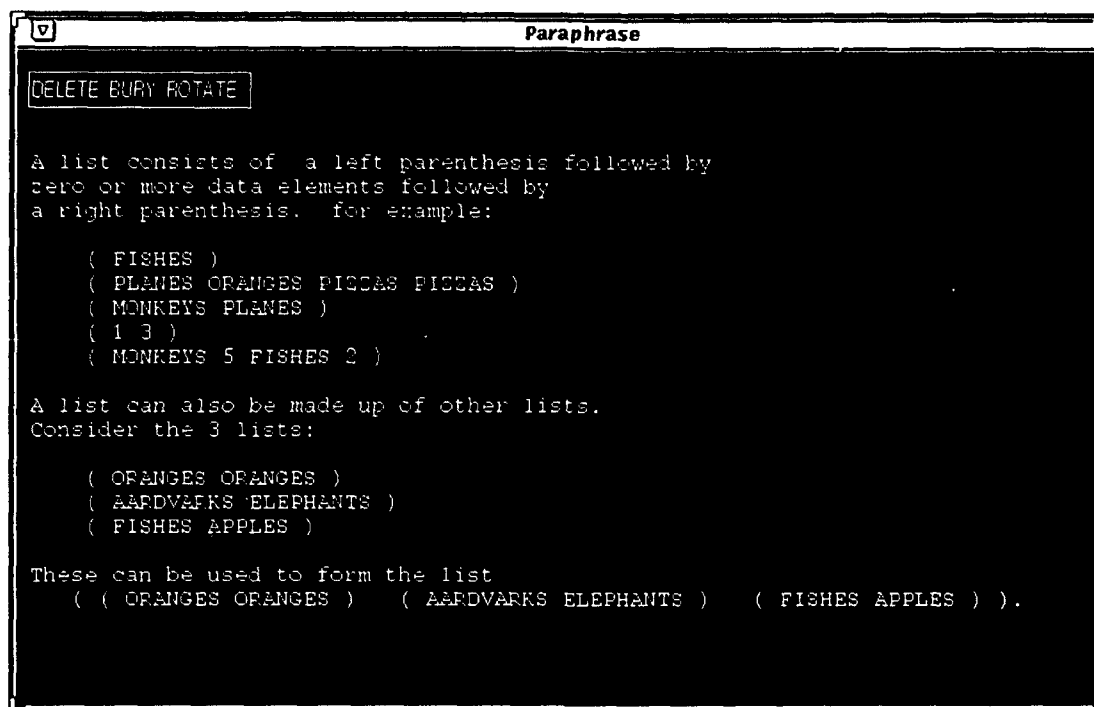 Paraphrase
DELETE BURY ROTATE
A list consists of a left parenthesis followed by
zero or more data elements followed by
a right parenthesis. for example:
( FISHES )
( PLANES ORANGES PIZZAS PIZZAS )
( MONKEYS PLANES )
( 1 3 )
( MONKEYS 5 FISHES 2 )
A list can also be made up of other lists.
Consider the 3 lists:
( ORANGES ORANGES )
( AARDVARKS ELEPHANTS )
( FISHES APPLES )
These can be used to form the list
( ( ORANGES ORANGES ) ( AARDVARKS ELEPHANTS ) ( FISHES APPLES ) ).